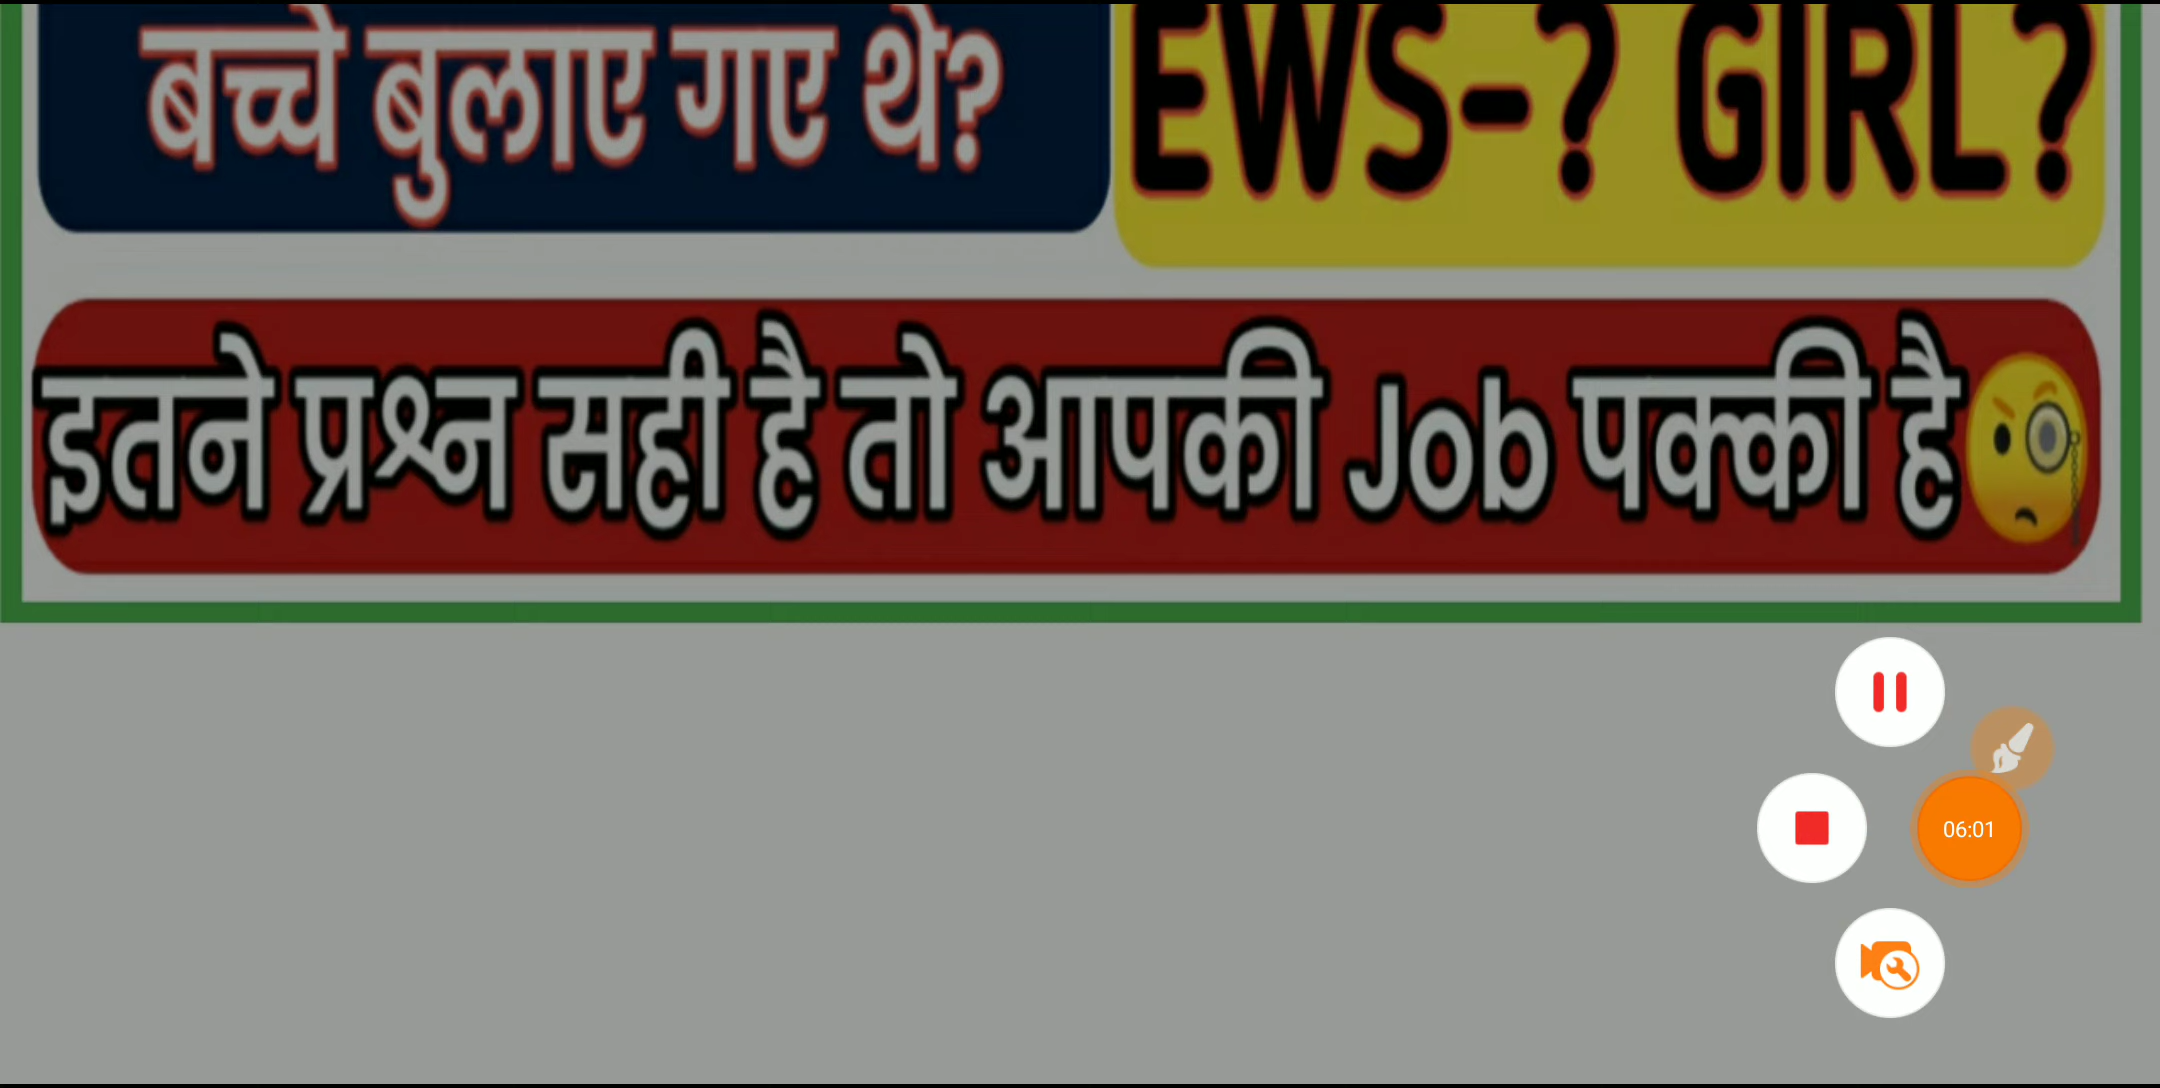 बच्चे बुलाए गए थे?
EWS-? GIRL?
इतने प्रश्न सही है तो आपकी Job पक्की है
06:01